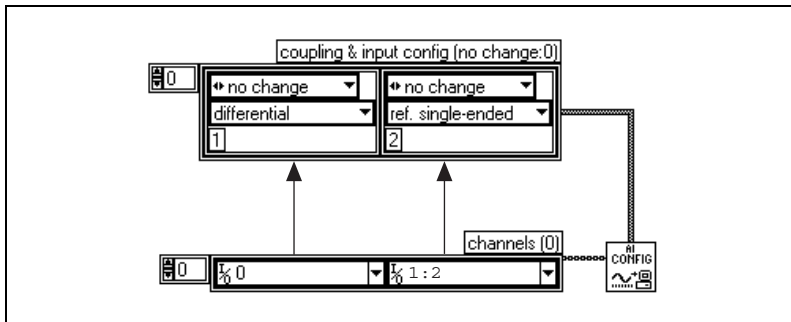 coupling & input config (no change:0)
0
no change
no change
differential
ref. single-ended
1
2
channels (0)
0
I/O 0
I/O 1:2
AI
CONFIG